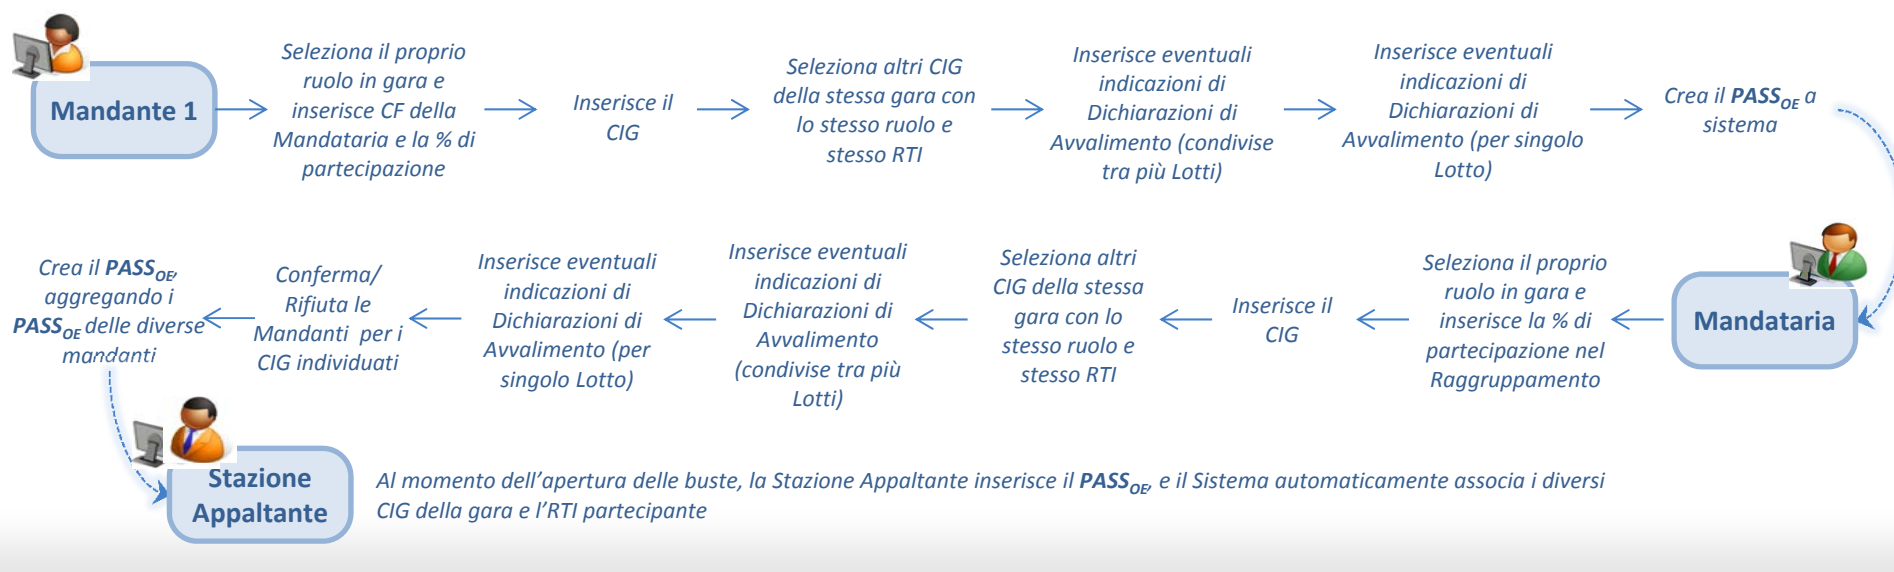 Mandante 1
Seleziona il proprio
ruolo in gara e
inserisce CF della
Mandataria e la % di
partecipazione
Inserisce il
CIG
Seleziona altri CIG
della stessa gara con
lo stesso ruolo e
stesso RTI
Inserisce eventuali
indicazioni di
Dichiarazioni di
Avvalimento (condivise
tra più Lotti)
Inserisce eventuali
indicazioni di
Dichiarazioni di
Avvalimento (per singolo
Lotto)
Crea il PASSOE a
sistema
Mandataria
Seleziona il proprio
ruolo in gara e
inserisce la % di
partecipazione nel
Raggruppamento
Inserisce il
CIG
Seleziona altri
CIG della stessa
gara con lo
stesso ruolo e
stesso RTI
Inserisce eventuali
indicazioni di
Dichiarazioni di
Avvalimento
(condivise tra più
Lotti)
Inserisce eventuali
indicazioni di
Dichiarazioni di
Avvalimento (per
singolo Lotto)
Conferma/
Rifiuta le
Mandanti per i
CIG individuati
Crea il PASSOE,
aggregando i
PASSOE delle diverse
mandanti
Stazione
Appaltante
Al momento dell'apertura delle buste, la Stazione Appaltante inserisce il PASSOE, e il Sistema automaticamente associa i diversi
CIG della gara e l'RTI partecipante